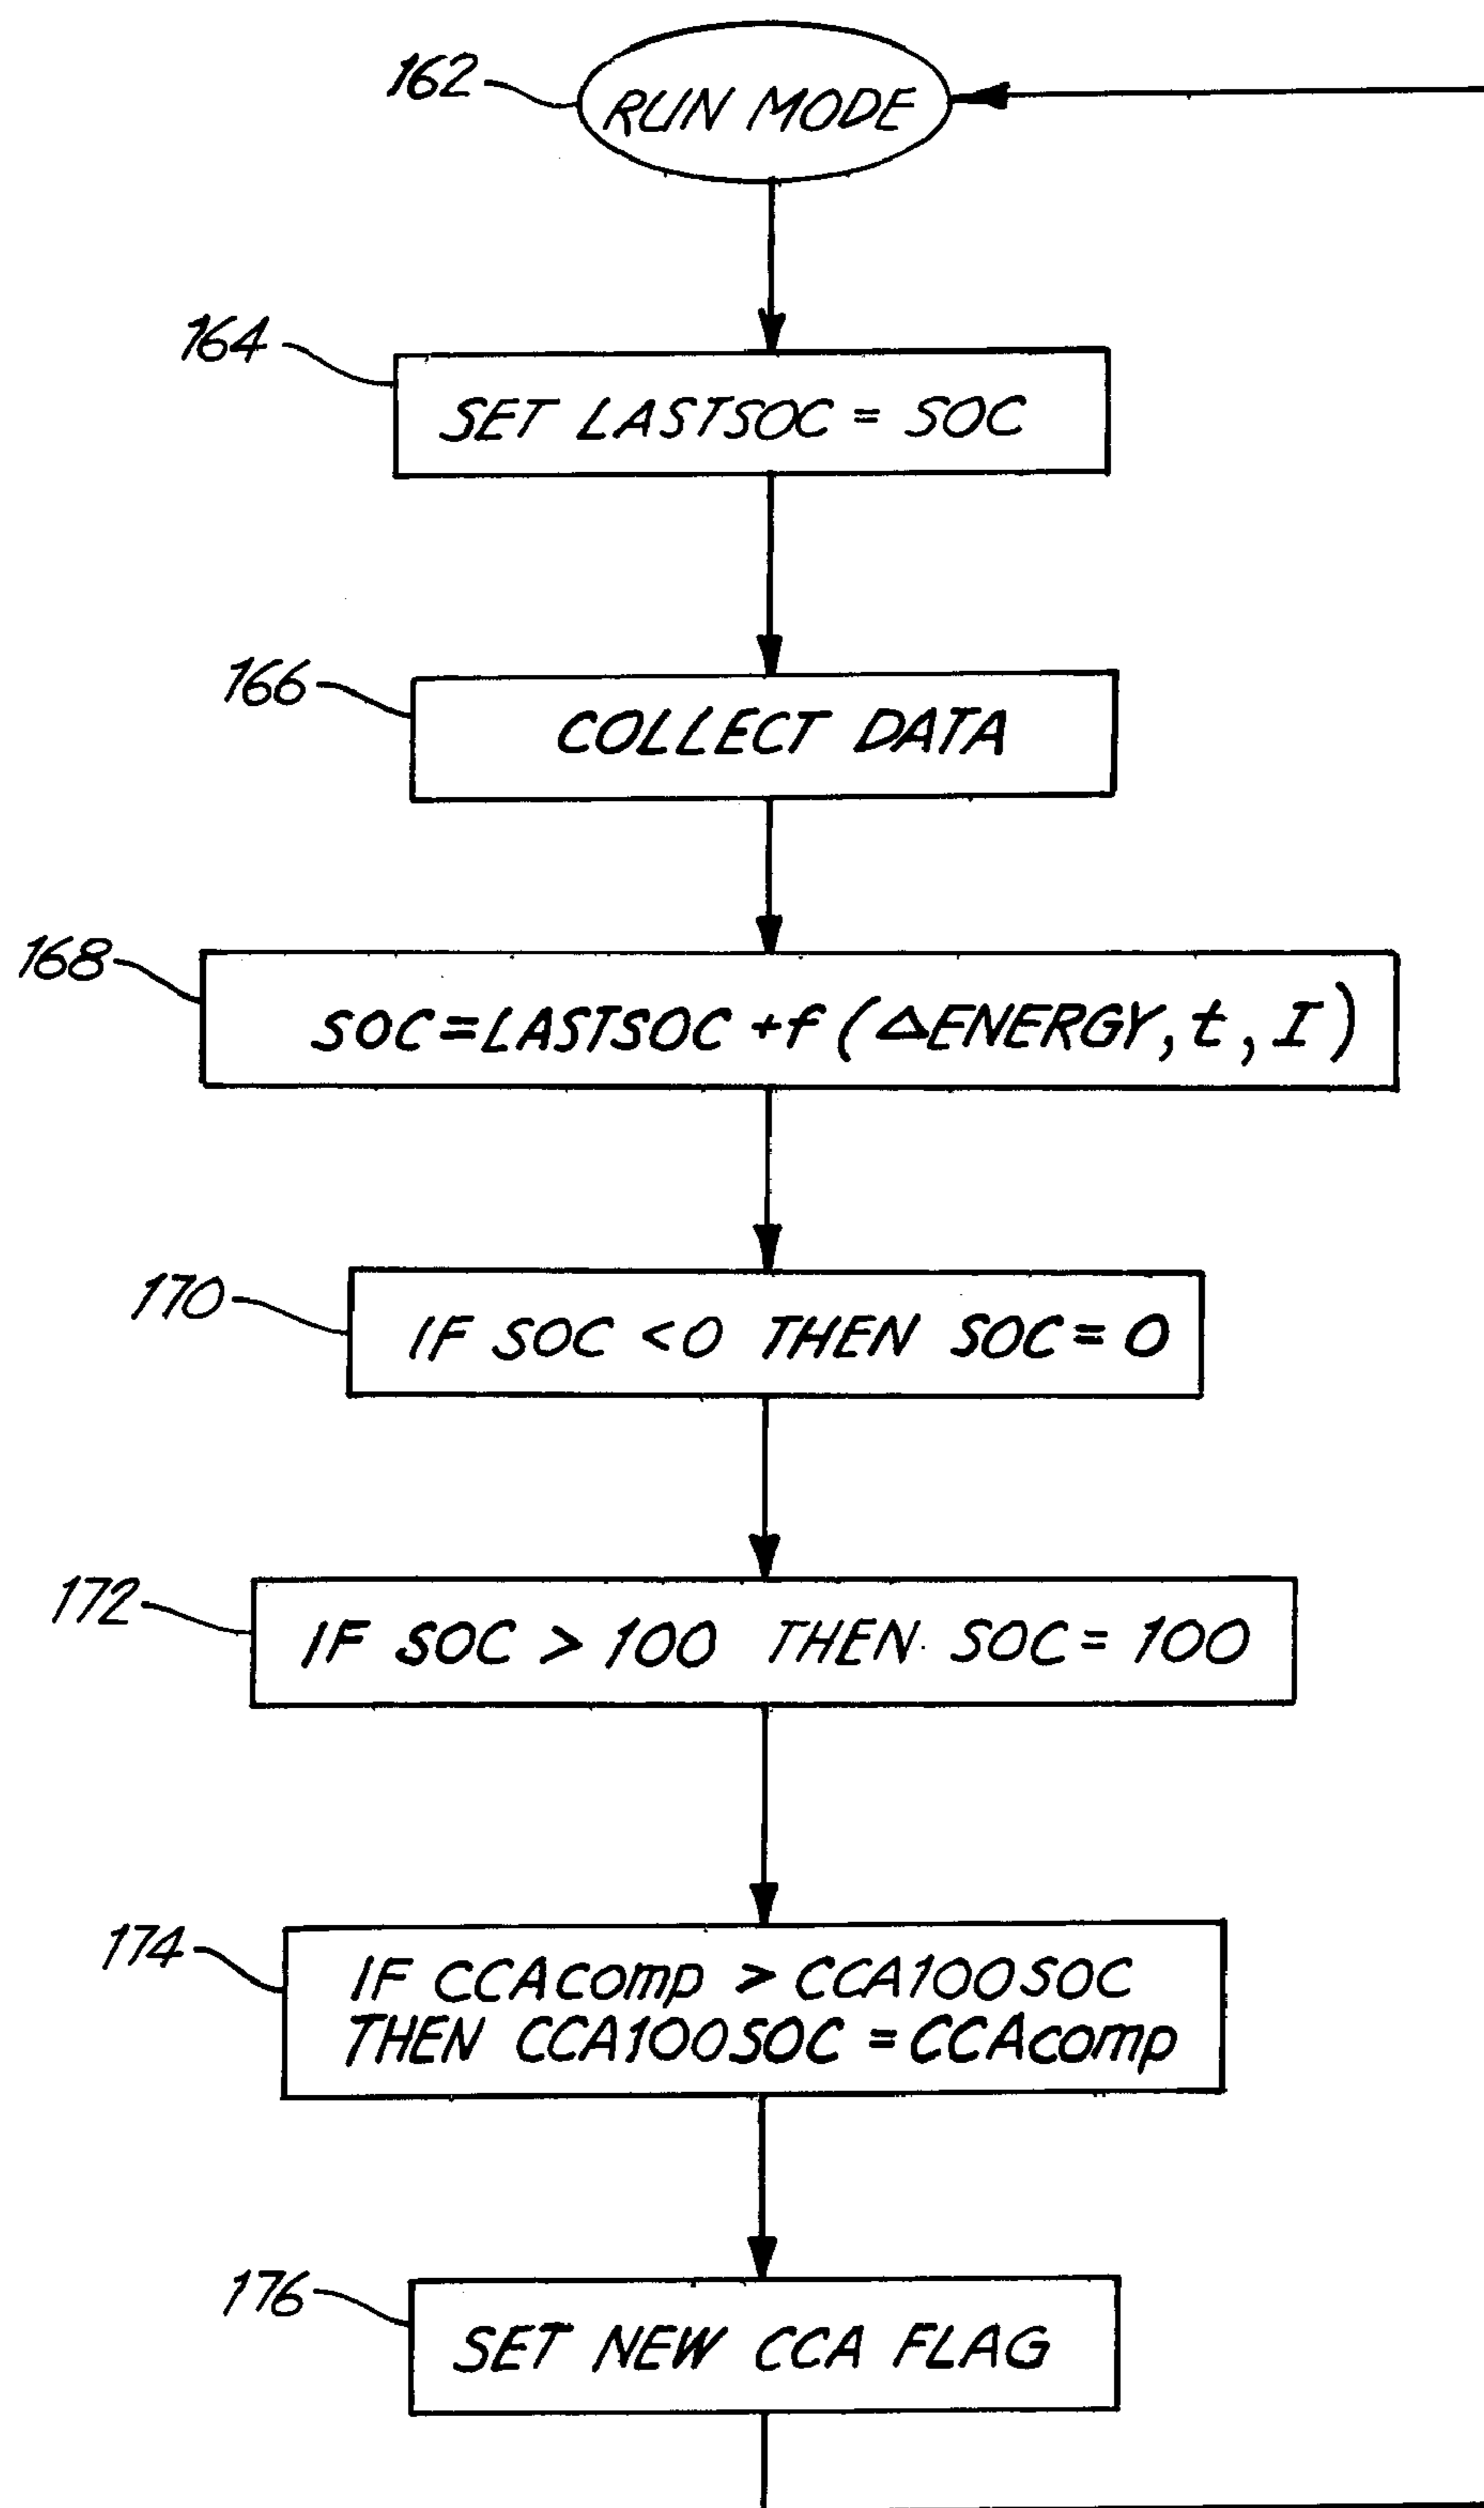 162
RUN MODE
164
SET LASTSOC = SOC
166
COLLECT DATA
168
SOC=LASTSOC +f (ΔENERGY, t, I)
170
IF SOC <0 THEN SOC=0
172
IF SOC > 100 THEN SOC= 100
174
IF CCAcomp > CCA100SOC
THEN CCA100SOC =CCAcomp
176
SET NEW CCA FLAG